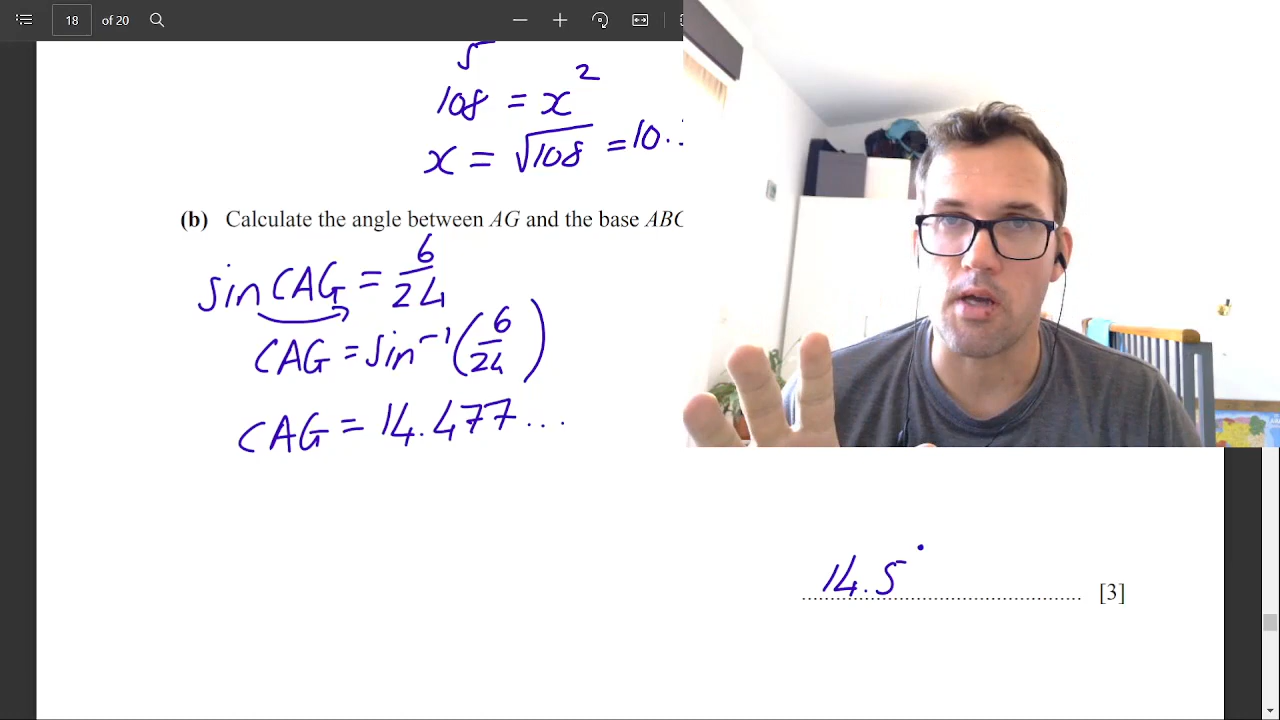 18 of 20
5
108 = x²
x = √108 = 10..
(b) Calculate the angle between AG and the base ABC
sin CAG = 6/24
CAG = sin⁻¹(6/24)
CAG = 14.477...
14.5°
[3]